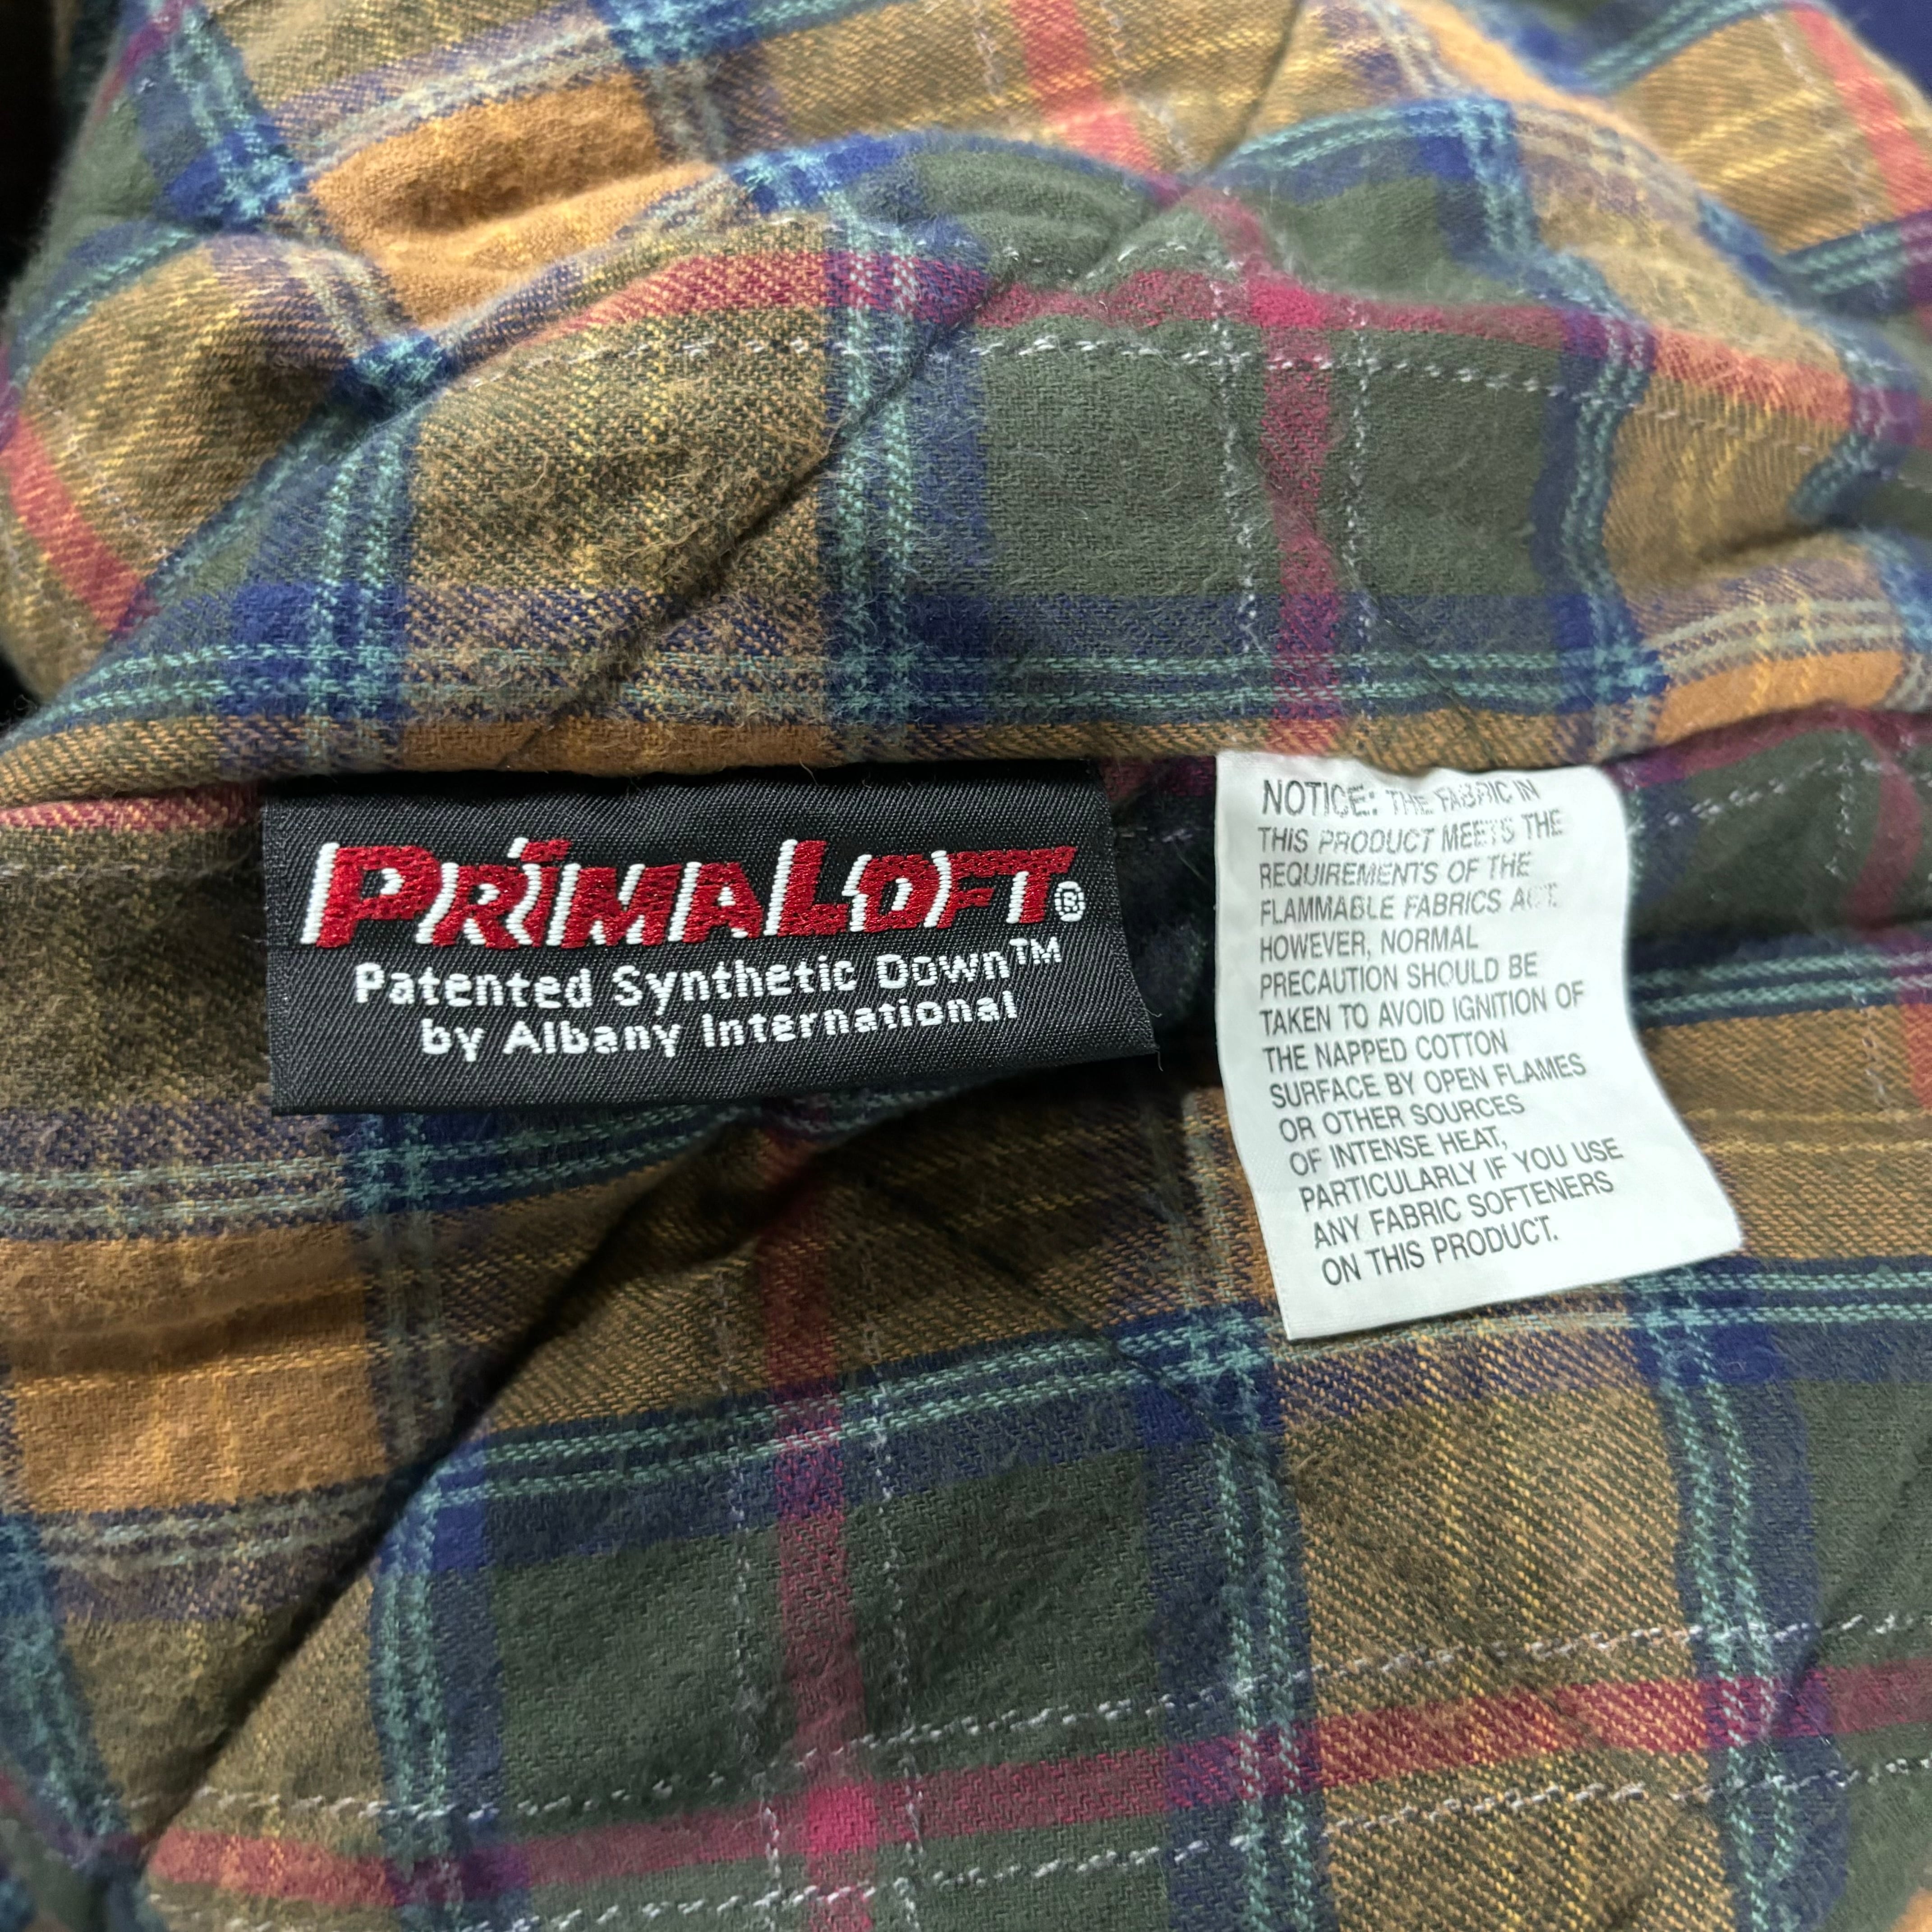 PRIMALOFT®
Patented Synthetic Down™
by Albany International
NOTICE: THE FABRIC IN
THIS PRODUCT MEETS THE
REQUIREMENTS OF THE
FLAMMABLE FABRICS ACT.
HOWEVER, NORMAL
PRECAUTION SHOULD BE
TAKEN TO AVOID IGNITION OF
THE NAPPED COTTON
SURFACE BY OPEN FLAMES
OR OTHER SOURCES
OF INTENSE HEAT,
PARTICULARLY IF YOU USE
ANY FABRIC SOFTENERS
ON THIS PRODUCT.